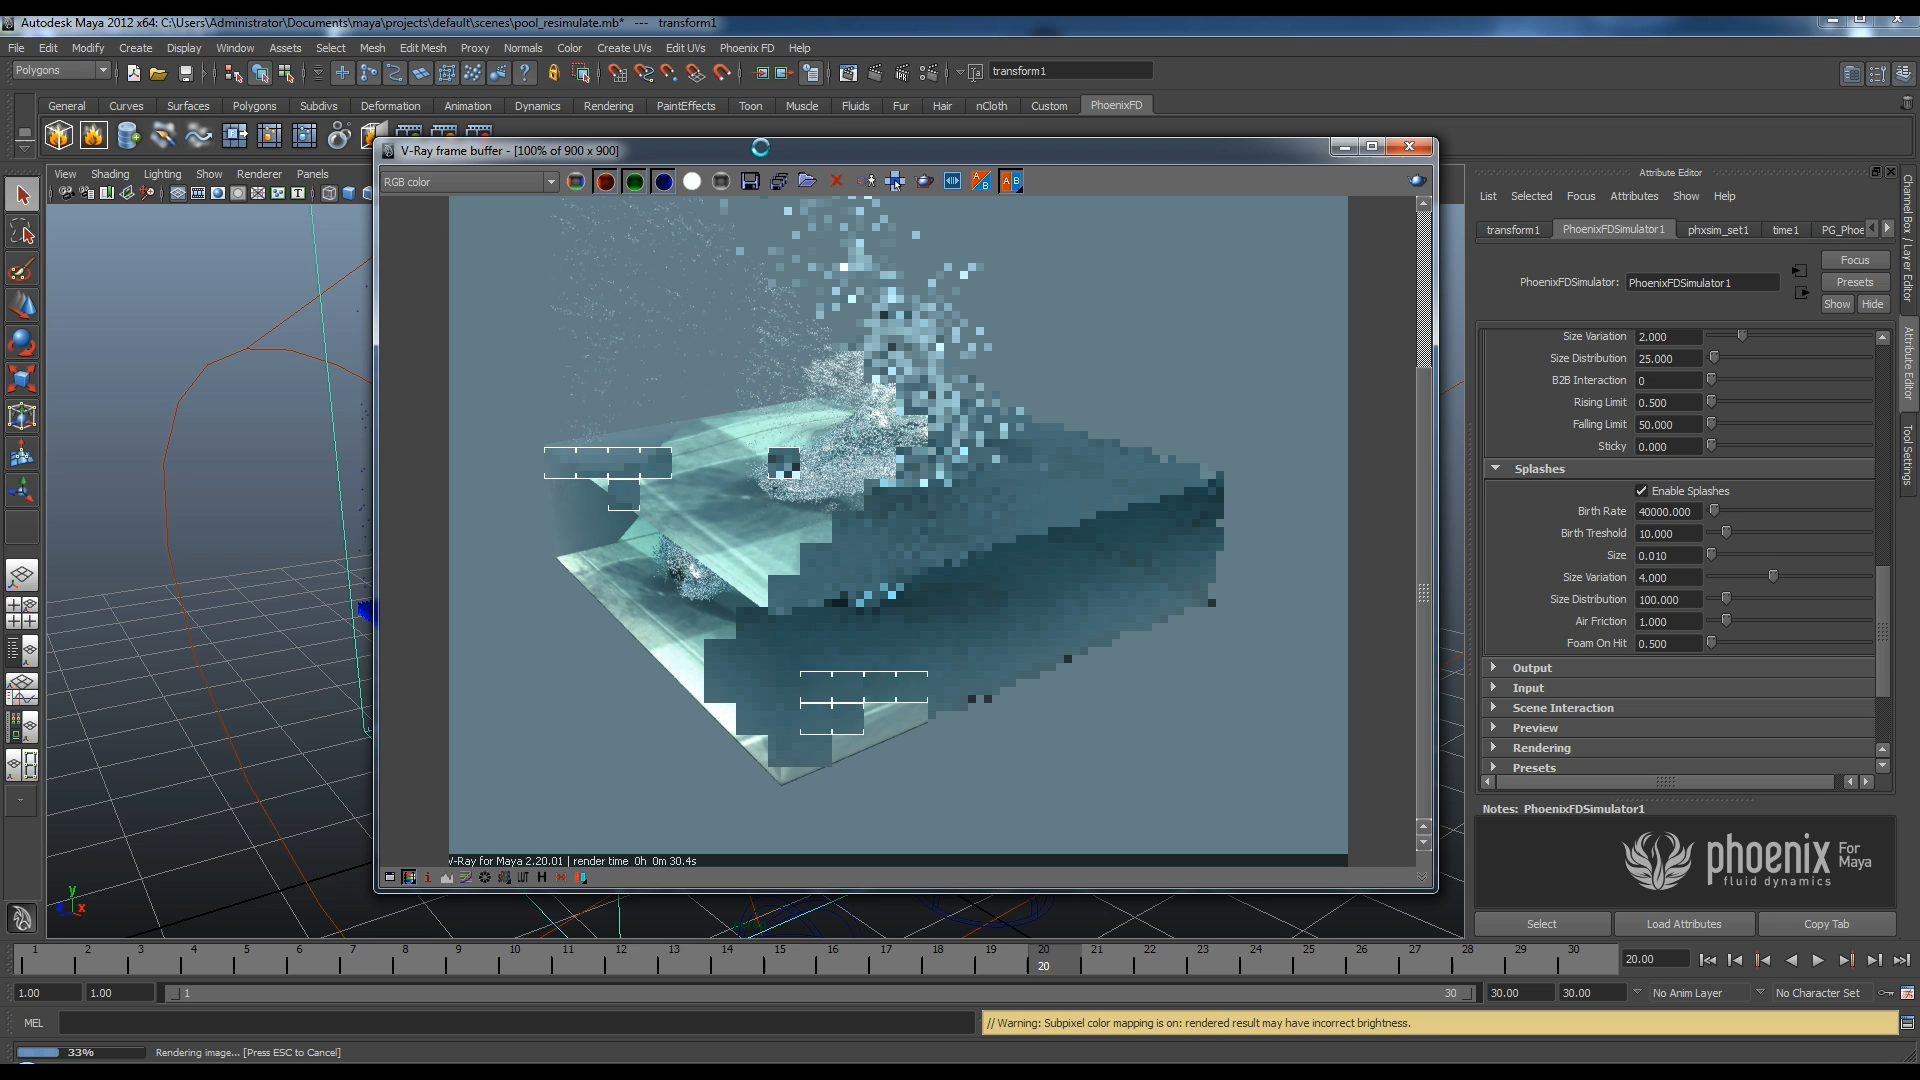 Autodesk Maya 2012 x64: C:\Users\Administrator\Documents\maya\projects\default\scenes\pool_resimulate.mb*   ---   transform1
File Edit Modify Create Display Window Assets Select Mesh Edit Mesh Proxy Normals Color Create UVs Edit UVs Phoenix FD Help
Polygons
transform1
General Curves Surfaces Polygons Subdivs Deformation Animation Dynamics Rendering PaintEffects Toon Muscle Fluids Fur Hair nCloth Custom PhoenixFD
V-Ray frame buffer - [100% of 900 x 900]
RGB color
View Shading Lighting Show Renderer Panels
V-Ray for Maya 2.20.01 | render time 0h 0m 30.4s
LUT H
Attribute Editor
List Selected Focus Attributes Show Help
transform1 PhoenixFDSimulator1 phxsim_set1 time1 PG_Phoe
Focus
PhoenixFDSimulator: PhoenixFDSimulator1 Presets
Show Hide
Size Variation 2.000
Size Distribution 25.000
B2B Interaction 0
Rising Limit 0.500
Falling Limit 50.000
Sticky 0.000
Splashes
Enable Splashes
Birth Rate 40000.000
Birth Treshold 10.000
Size 0.010
Size Variation 4.000
Size Distribution 100.000
Air Friction 1.000
Foam On Hit 0.500
Output
Input
Scene Interaction
Preview
Rendering
Presets
Notes: PhoenixFDSimulator1
phoenix For Maya
fluid dynamics
Select Load Attributes Copy Tab
Channel Box / Layer Editor
Attribute Editor
Tool Settings
y
x
1 2 3 4 5 6 7 8 9 10 11 12 13 14 15 16 17 18 19 20 21 22 23 24 25 26 27 28 29 30
20
20.00
1.00 1.00 1 30 30.00 30.00 No Anim Layer No Character Set
MEL
// Warning: Subpixel color mapping is on: rendered result may have incorrect brightness.
33% Rendering image... [Press ESC to Cancel]